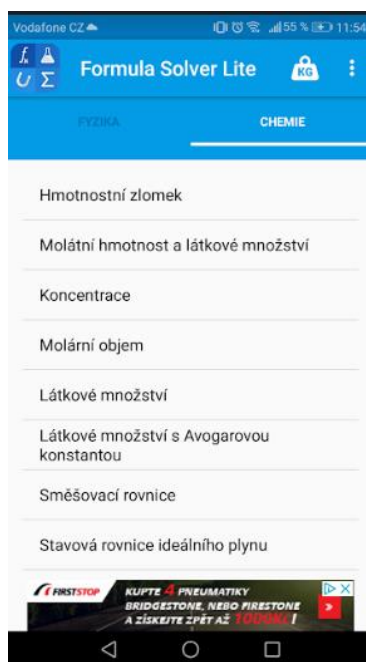 Vodafone CZ 55 % 11:54
Formula Solver Lite KG
FYZIKA CHEMIE
Hmotnostní zlomek
Molátní hmotnost a látkové množství
Koncentrace
Molární objem
Látkové množství
Látkové množství s Avogarovou
konstantou
Směšovací rovnice
Stavová rovnice ideálního plynu
FIRSTSTOP KUPTE 4 PNEUMATIKY
BRIDGESTONE, NEBO FIRESTONE
A ZÍSKEJTE ZPĚT AŽ 1000Kč!